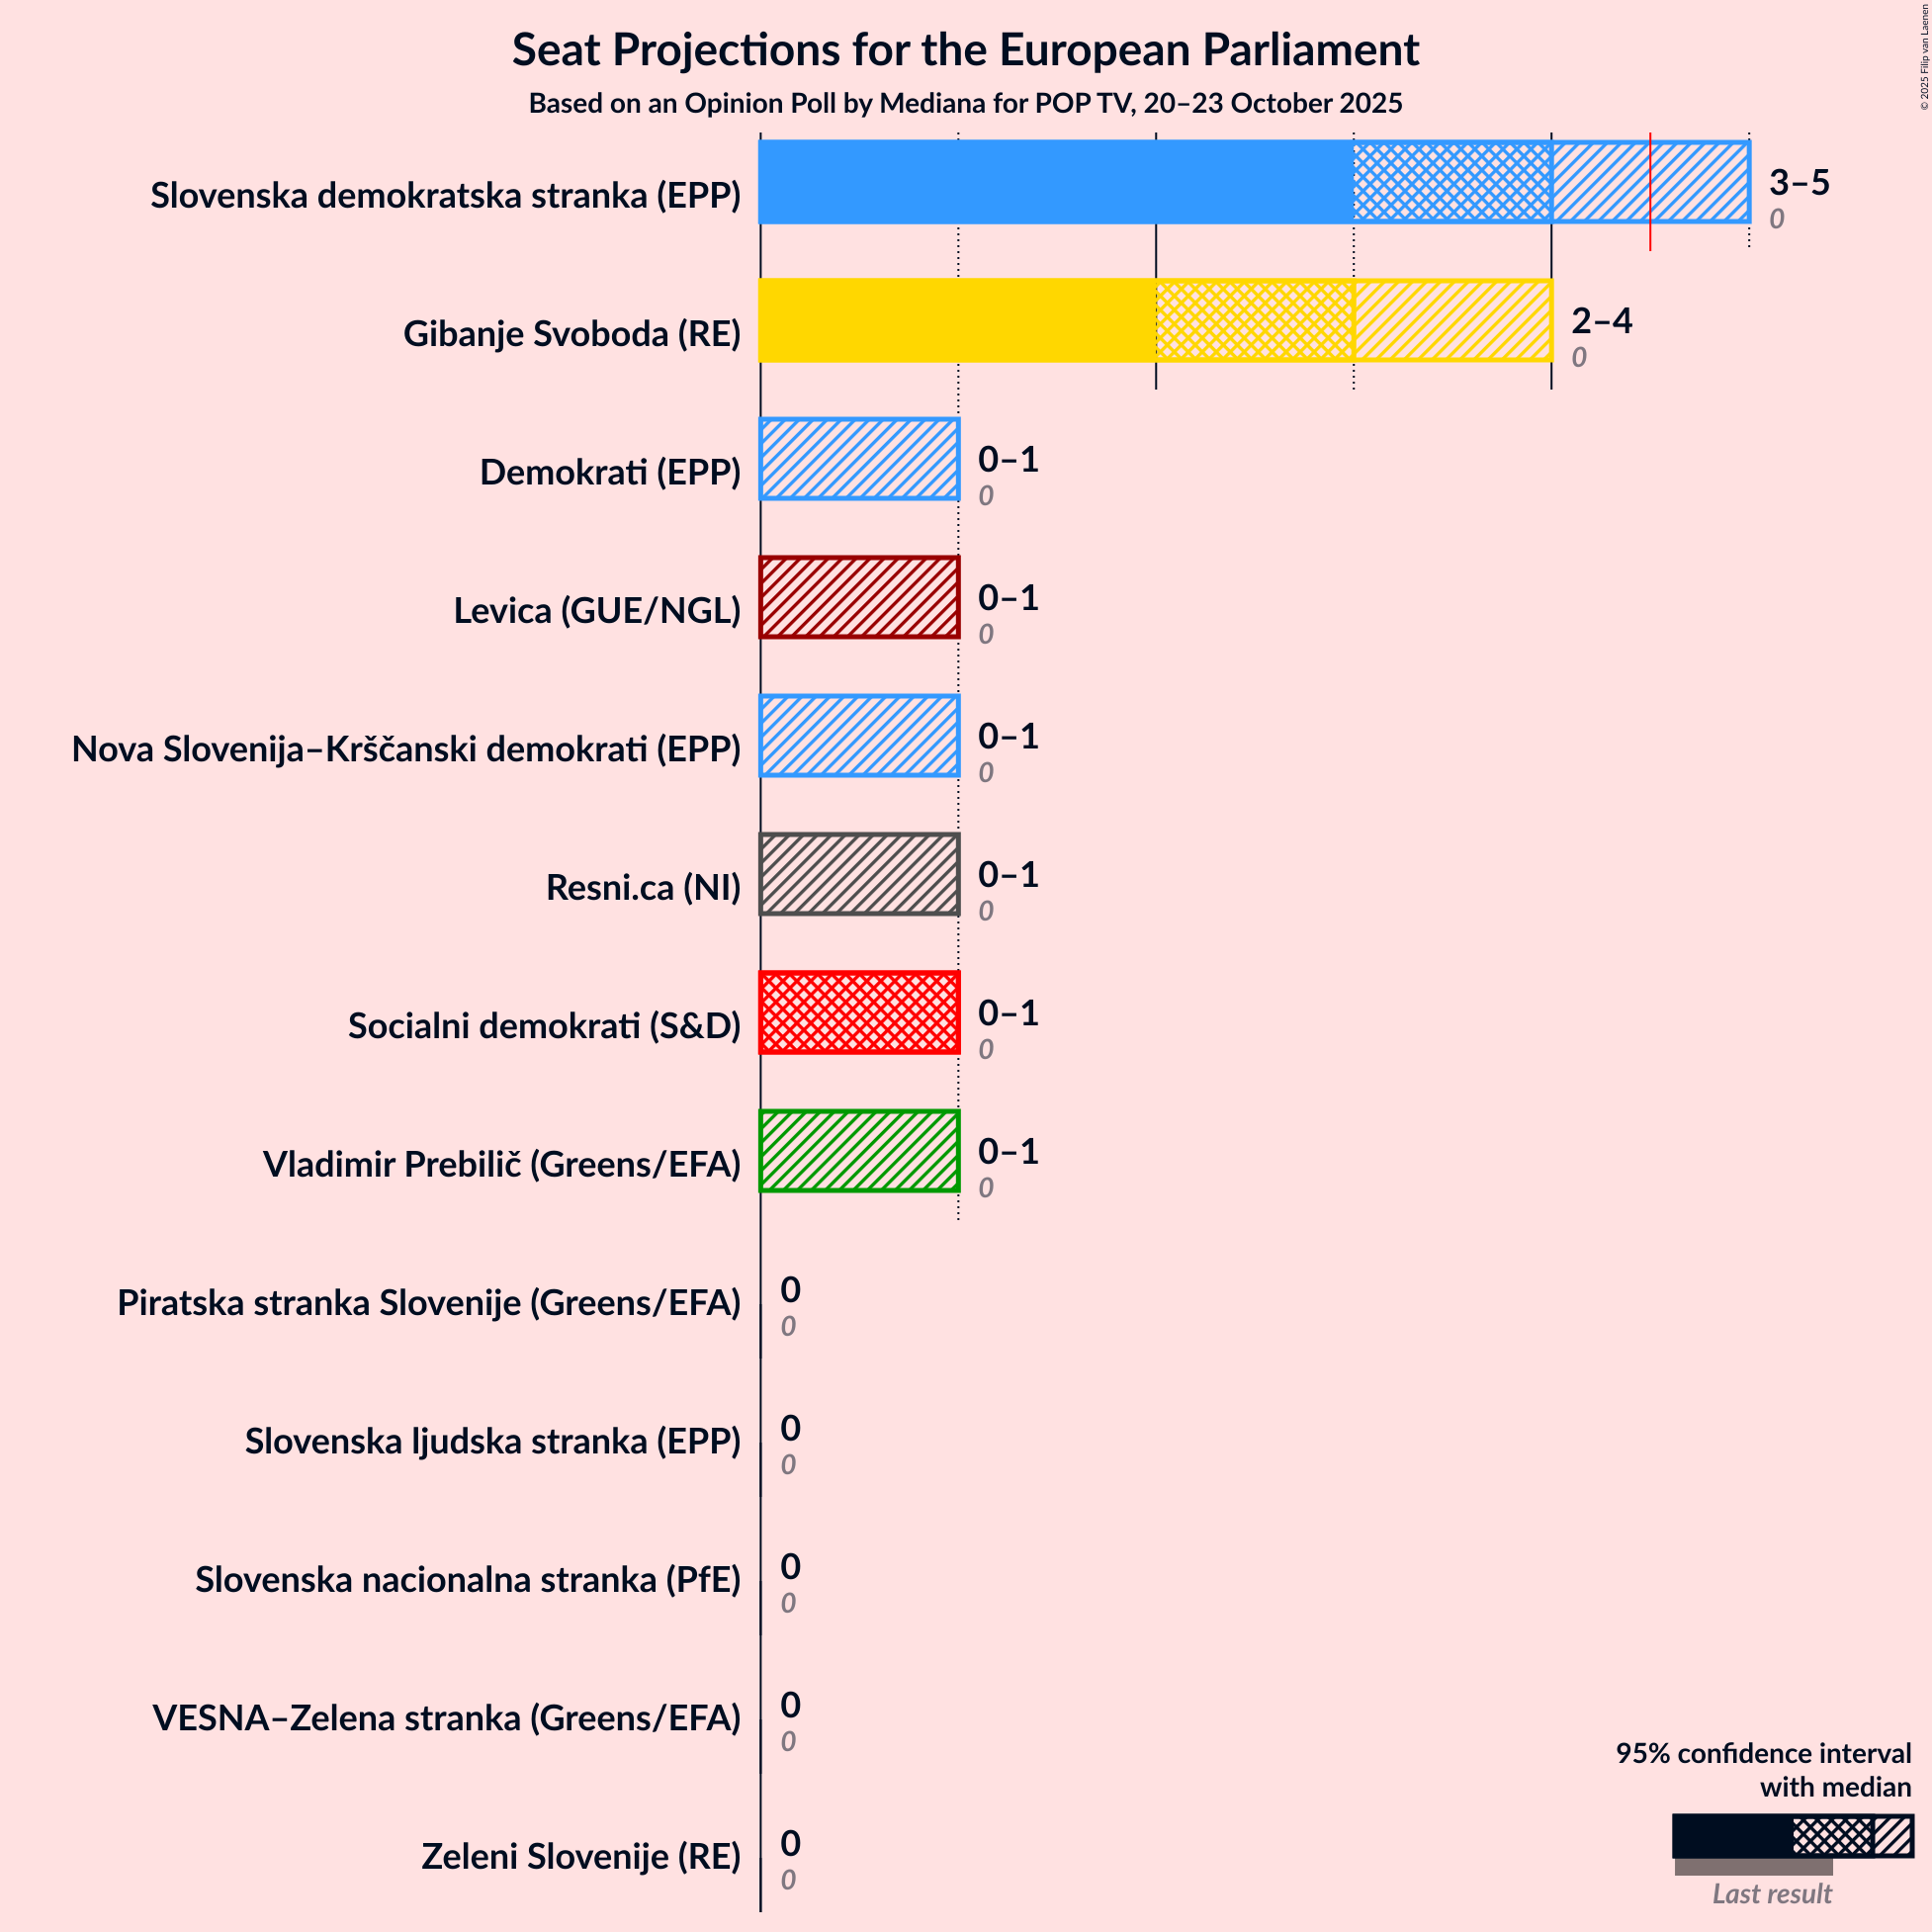 Seat Projections for the European Parliament
Based on an Opinion Poll by Mediana for POP TV, 20–23 October 2025
© 2025 Filip van Laenen
Slovenska demokratska stranka (EPP)
3–5
0
Gibanje Svoboda (RE)
2–4
0
Demokrati (EPP)
0–1
0
Levica (GUE/NGL)
0–1
0
Nova Slovenija–Krščanski demokrati (EPP)
0–1
0
Resni.ca (NI)
0–1
0
Socialni demokrati (S&D)
0–1
0
Vladimir Prebilič (Greens/EFA)
0–1
0
Piratska stranka Slovenije (Greens/EFA)
0
0
Slovenska ljudska stranka (EPP)
0
0
Slovenska nacionalna stranka (PfE)
0
0
VESNA–Zelena stranka (Greens/EFA)
0
0
Zeleni Slovenije (RE)
0
0
95% confidence interval
with median
Last result